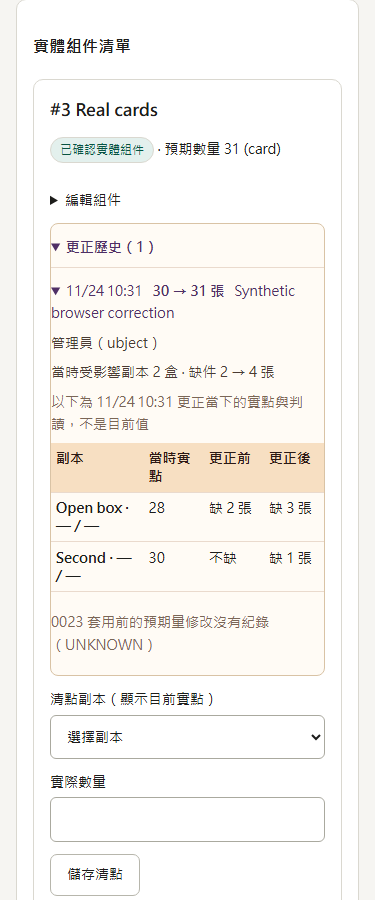 實體組件清單
#3 Real cards
已確認實體組件 · 預期數量 31 (card)
▶ 編輯組件
▼ 更正歷史（1）
▼ 11/24 10:31 30 → 31 張 Synthetic
browser correction
管理員（ubject）
當時受影響副本 2 盒 · 缺件 2 → 4 張
以下為 11/24 10:31 更正當下的實點與判
讀，不是目前值
副本 當時實點 更正前 更正後
Open box · — / — 28 缺 2 張 缺 3 張
Second · — / — 30 不缺 缺 1 張
0023 套用前的預期量修改沒有紀錄
（UNKNOWN）
清點副本（顯示目前實點）
選擇副本
實際數量
儲存清點